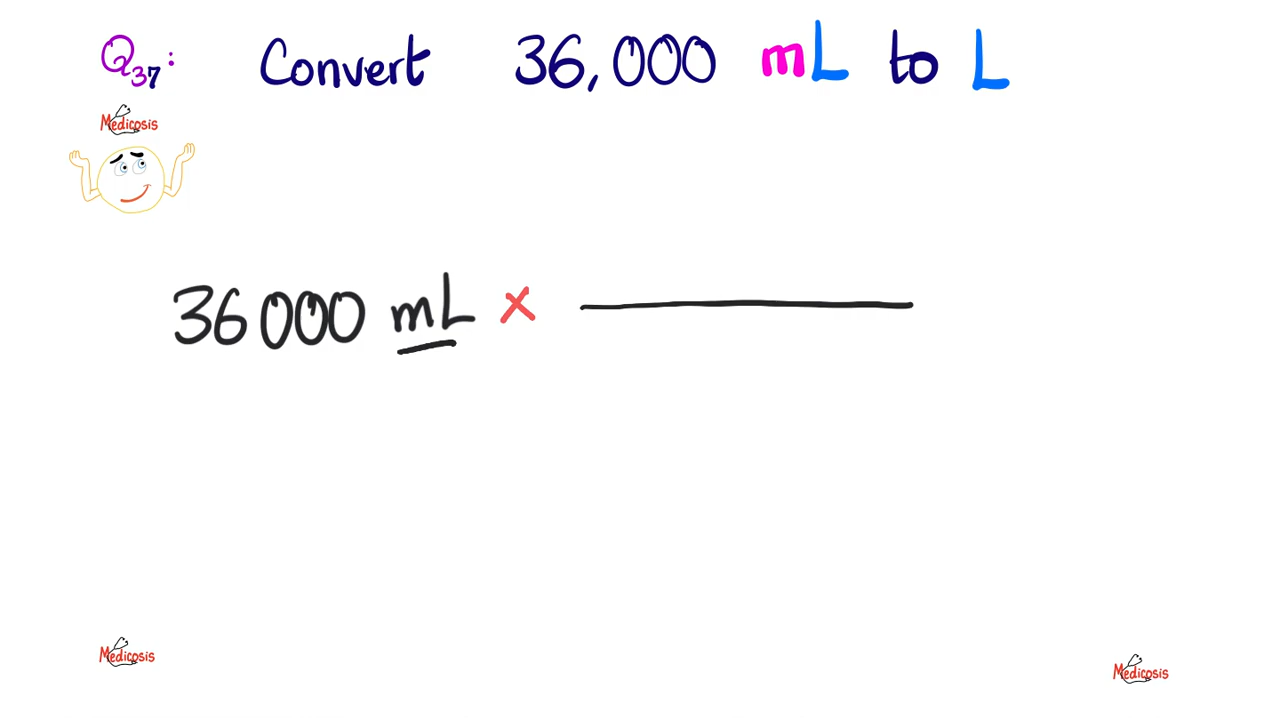 Q37: Convert 36,000 mL to L
Medicosis
36000 mL ×
Medicosis
Medicosis